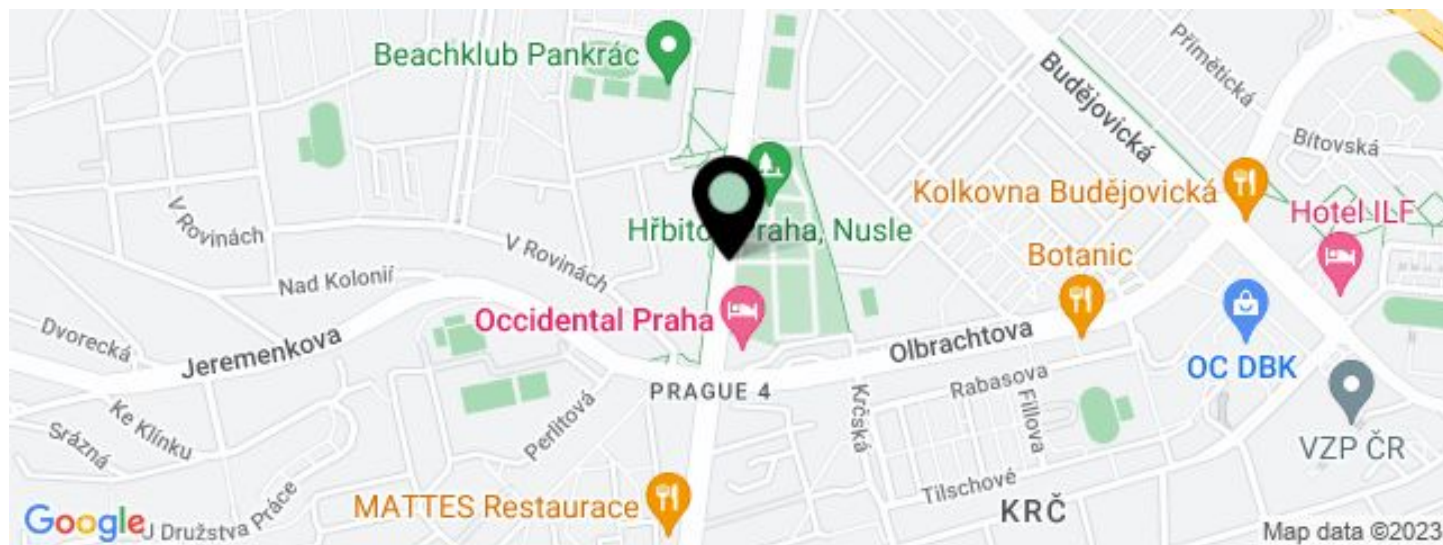 Beachklub Pankrác
Přímětická
Budějovická
Bítovská
Kolkovna Budějovická
Hotel ILF
V Rovinách
Hřbitov Praha, Nusle
V Rovinách
Botanic
Nad Kolonií
Occidental Praha
Dvorecká
Jeremenkova
Olbrachtova
OC DBK
PRAGUE 4
Rabasova
Ke Klínku
Srázná
Perlitová
Krčská
Fillova
VZP ČR
Tilschové
MATTES Restaurace
KRČ
Google
U Družstva Práce
Map data ©2023